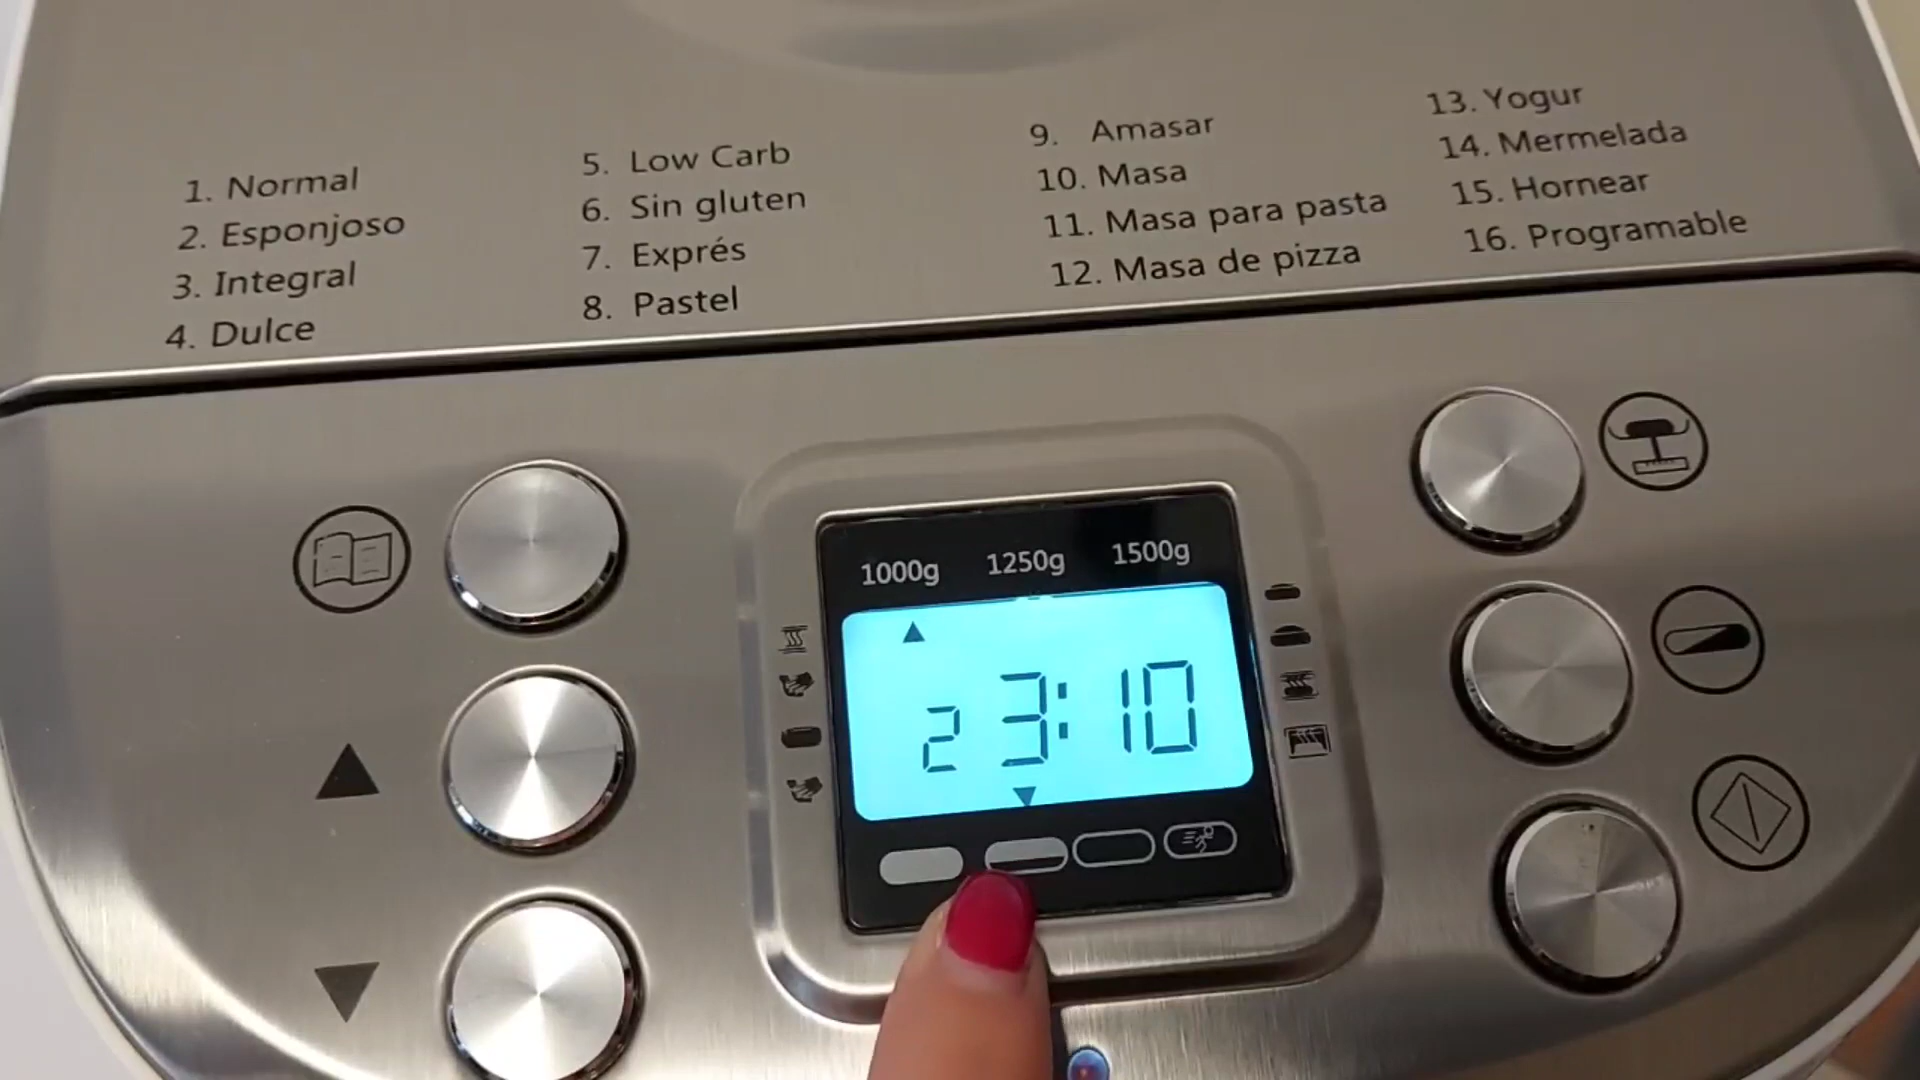 1. Normal
2. Esponjoso
3. Integral
4. Dulce
5. Low Carb
6. Sin gluten
7. Exprés
8. Pastel
9. Amasar
10. Masa
11. Masa para pasta
12. Masa de pizza
13. Yogur
14. Mermelada
15. Hornear
16. Programable
1000g 1250g 1500g
2 3:10